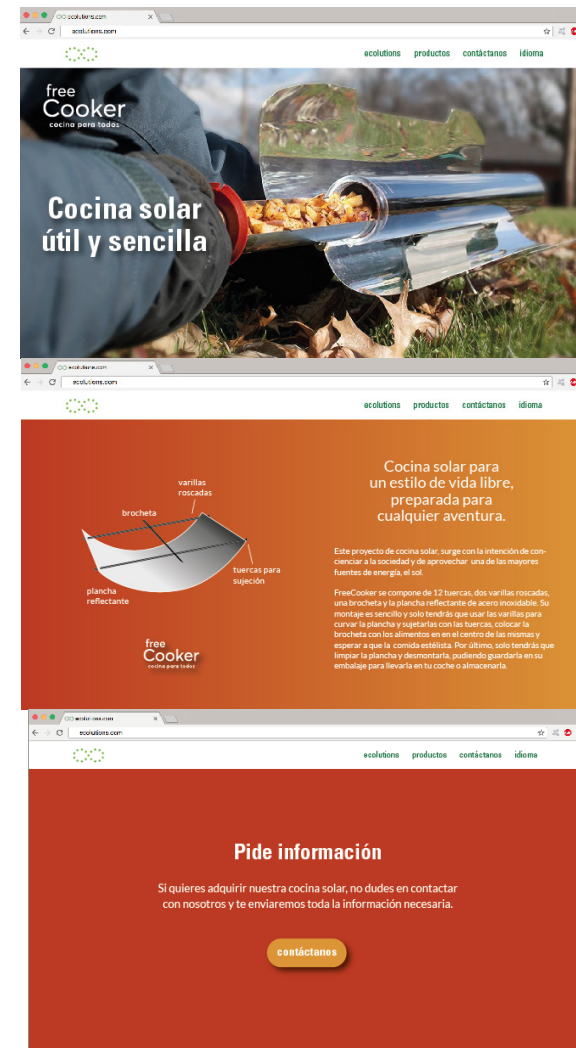 ecolutions.com
ecolutions.com
ecolutions productos contáctanos idioma
free
Cooker
cocina para todos
Cocina solar
útil y sencilla
ecolutions.com
ecolutions.com
ecolutions productos contáctanos idioma
varillas
roscadas
brocheta
tuercas para
sujeción
plancha
reflectante
free
Cooker
cocina para todos
Cocina solar para
un estilo de vida libre,
preparada para
cualquier aventura.
Este proyecto de cocina solar, surge con la intención de con-
cienciar a la sociedad y de aprovechar una de las mayores
fuentes de energía, el sol.
FreeCooker se compone de 12 tuercas, dos varillas roscadas,
una brocheta y la plancha reflectante de acero inoxidable. Su
montaje es sencillo y solo tendrás que usar las varillas para
curvar la plancha y sujetarlas con las tuercas, colocar la
brocheta con los alimentos en en el centro de las mismas y
esperar a que la comida estélista. Por último, solo tendrás que
limpiar la plancha y desmontarla, pudiendo guardarla en su
embalaje para llevarla en tu coche o almacenarla.
ecolutions.com
ecolutions.com
ecolutions productos contáctanos idioma
Pide información
Si quieres adquirir nuestra cocina solar, no dudes en contactar
con nosotros y te enviaremos toda la información necesaria.
contáctanos